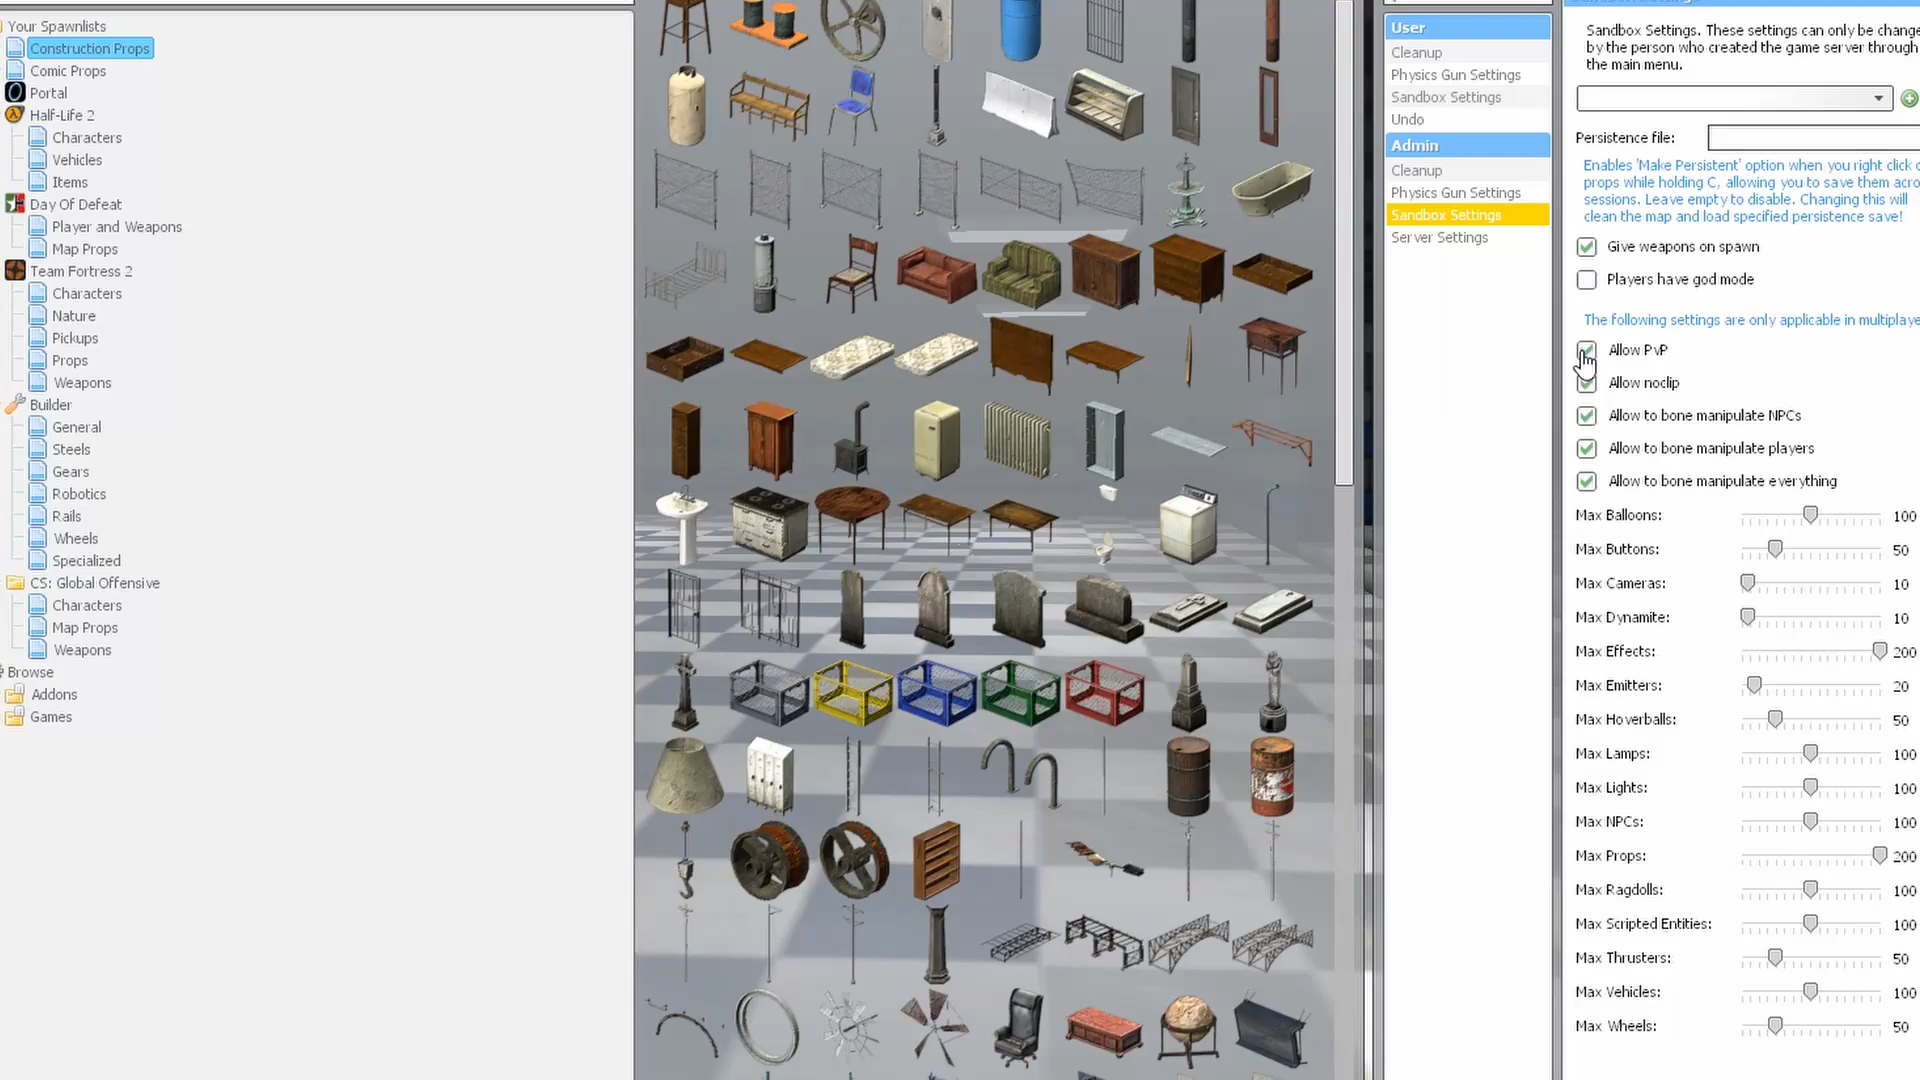 Your Spawnlists
Construction Props
Comic Props
Portal
Half-Life 2
Characters
Vehicles
Items
Day Of Defeat
Player and Weapons
Map Props
Team Fortress 2
Characters
Nature
Pickups
Props
Weapons
Builder
General
Steels
Gears
Robotics
Rails
Wheels
Specialized
CS: Global Offensive
Characters
Map Props
Weapons
Browse
Addons
Games
User
Cleanup
Physics Gun Settings
Sandbox Settings
Undo
Admin
Cleanup
Physics Gun Settings
Sandbox Settings
Server Settings
Sandbox Settings. These settings can only be change
by the person who created the game server through
the main menu.
Persistence file:
Enables 'Make Persistent' option when you right click o
props while holding C, allowing you to save them acro
sessions. Leave empty to disable. Changing this will
clean the map and load specified persistence save!
Give weapons on spawn
Players have god mode
The following settings are only applicable in multiplaye
Allow PvP
Allow noclip
Allow to bone manipulate NPCs
Allow to bone manipulate players
Allow to bone manipulate everything
Max Balloons: 100
Max Buttons: 50
Max Cameras: 10
Max Dynamite: 10
Max Effects: 200
Max Emitters: 20
Max Hoverballs: 50
Max Lamps: 100
Max Lights: 100
Max NPCs: 100
Max Props: 200
Max Ragdolls: 100
Max Scripted Entities: 100
Max Thrusters: 50
Max Vehicles: 100
Max Wheels: 50